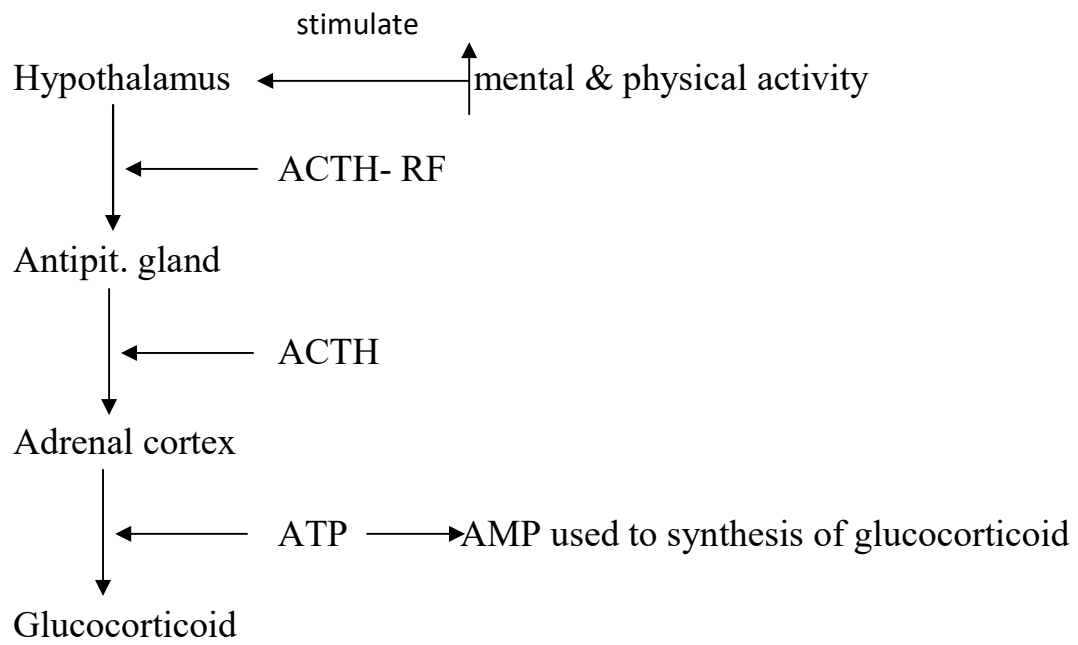 stimulate
Hypothalamus mental & physical activity
ACTH- RF
Antipit. gland
ACTH
Adrenal cortex
ATP AMP used to synthesis of glucocorticoid
Glucocorticoid